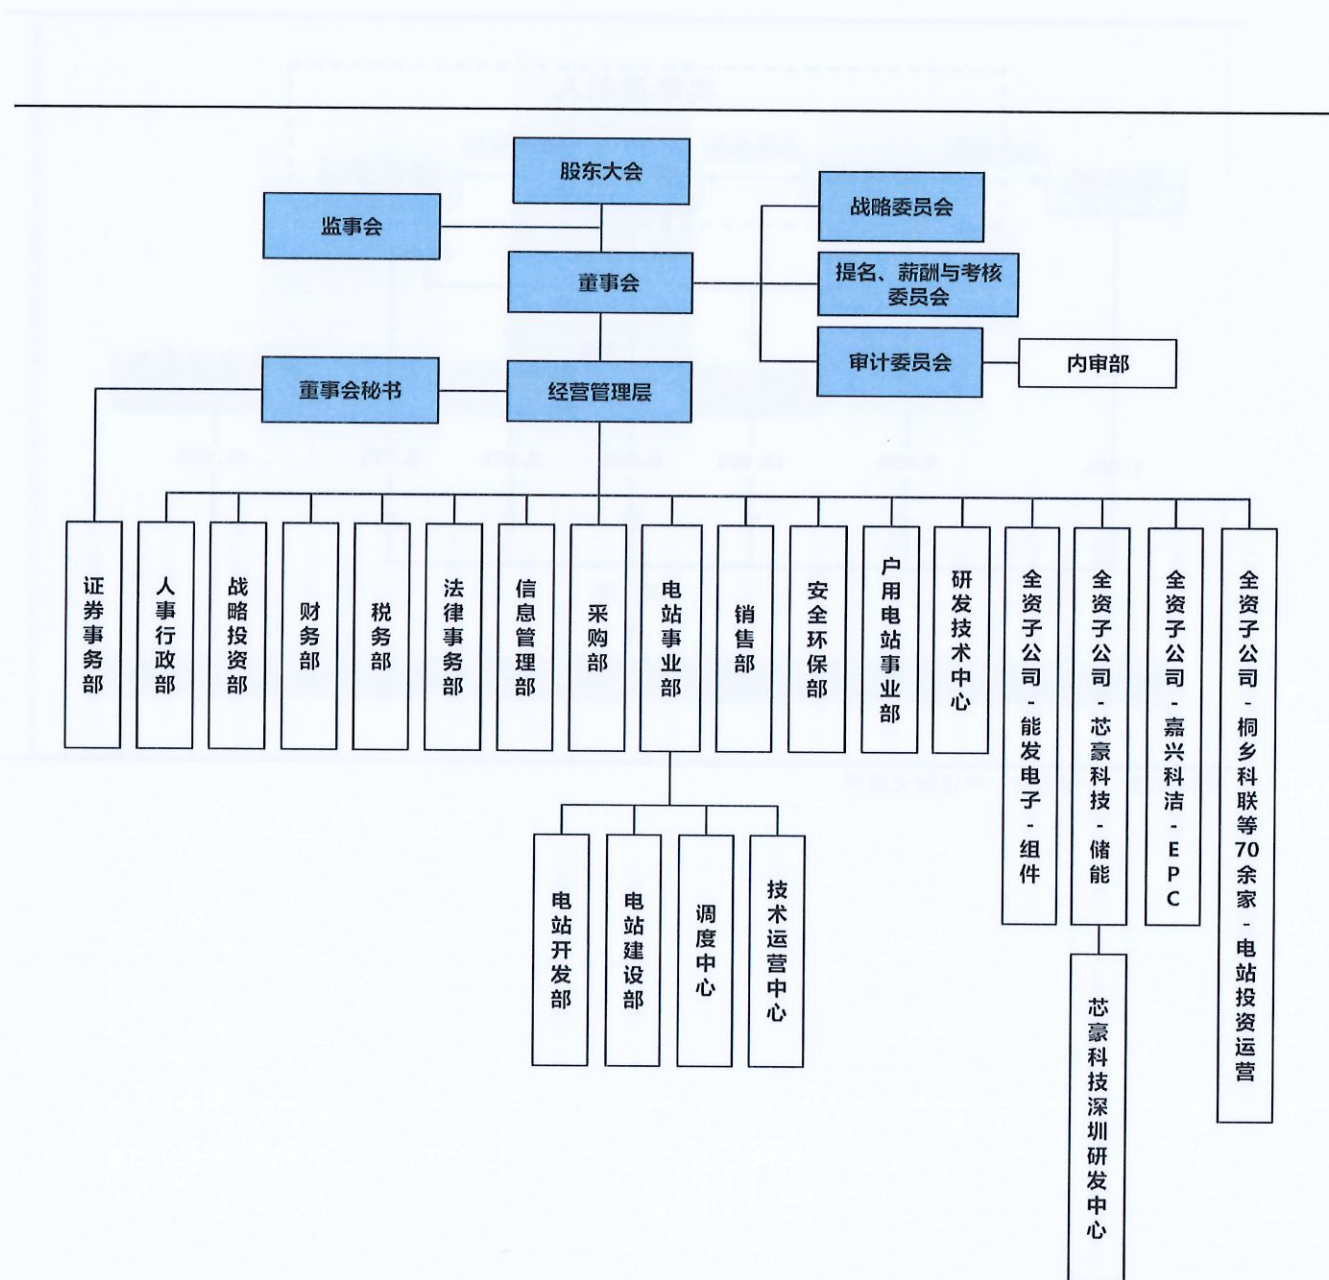 股东大会
监事会
战略委员会
董事会
提名、薪酬与考核
委员会
审计委员会
内审部
董事会秘书
经营管理层
证券事务部
人事行政部
战略投资部
财务部
税务部
法律事务部
信息管理部
采购部
电站事业部
销售部
安全环保部
户用电站事业部
研发技术中心
全资子公司-能发电子-组件
全资子公司-芯豪科技-储能
全资子公司-嘉兴科洁-EPC
全资子公司-桐乡科联等70余家-电站投资运营
电站开发部
电站建设部
调度中心
技术运营中心
芯豪科技深圳研发中心